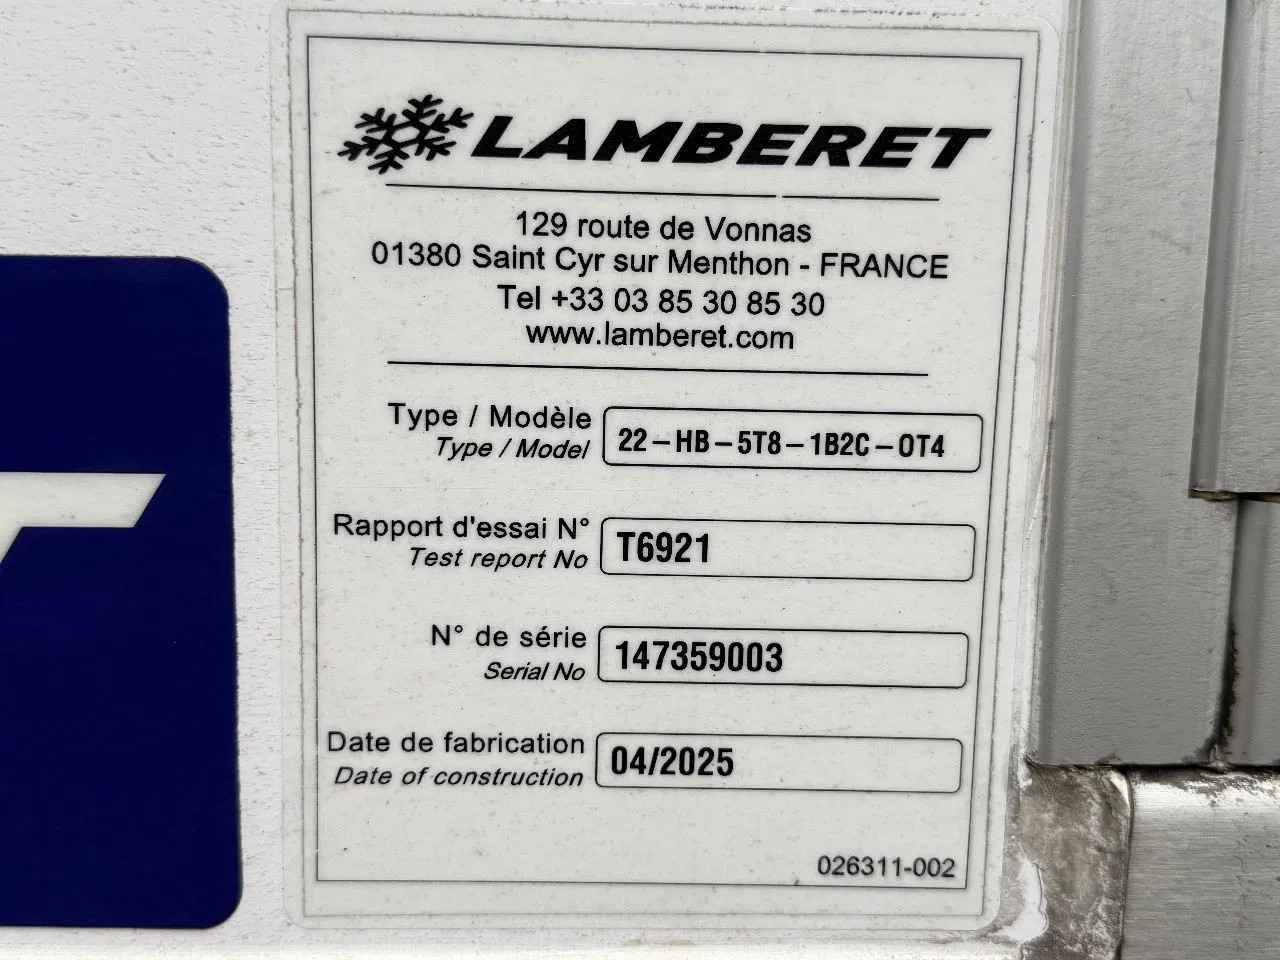 LAMBERET
129 route de Vonnas
01380 Saint Cyr sur Menthon - FRANCE
Tel +33 03 85 30 85 30
www.lamberet.com
Type / Modèle
Type / Model
22-HB-5T8-1B2C-0T4
Rapport d'essai N°
Test report No
T6921
N° de série
Serial No
147359003
Date de fabrication
Date of construction
04/2025
026311-002